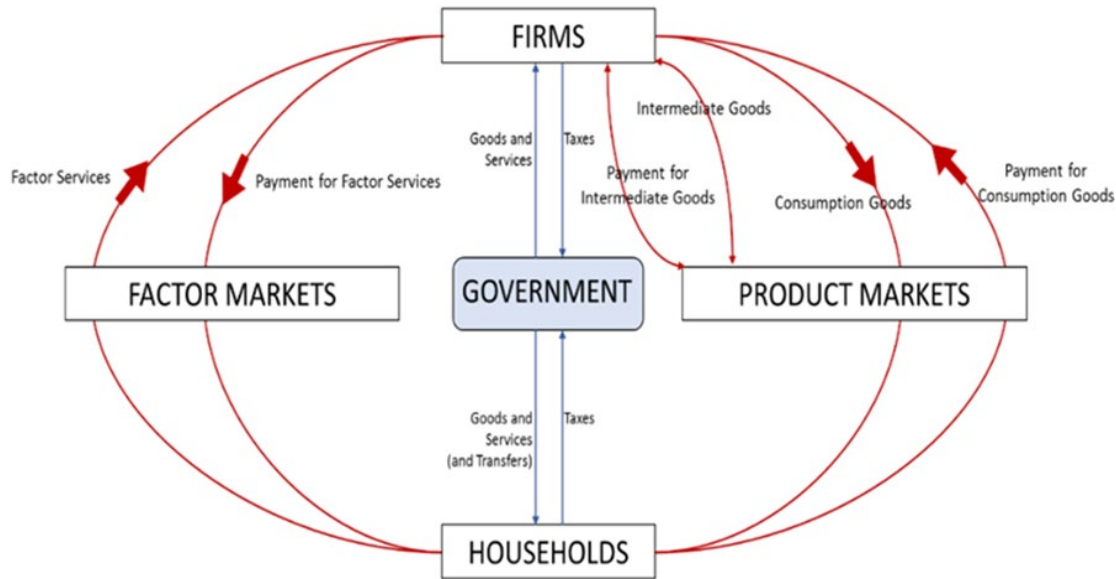 FIRMS
Intermediate Goods
Goods and
Services
Taxes
Factor Services
Payment for Factor Services
Payment for
Intermediate Goods
Consumption Goods
Payment for
Consumption Goods
FACTOR MARKETS
GOVERNMENT
PRODUCT MARKETS
Goods and
Services
(and Transfers)
Taxes
HOUSEHOLDS